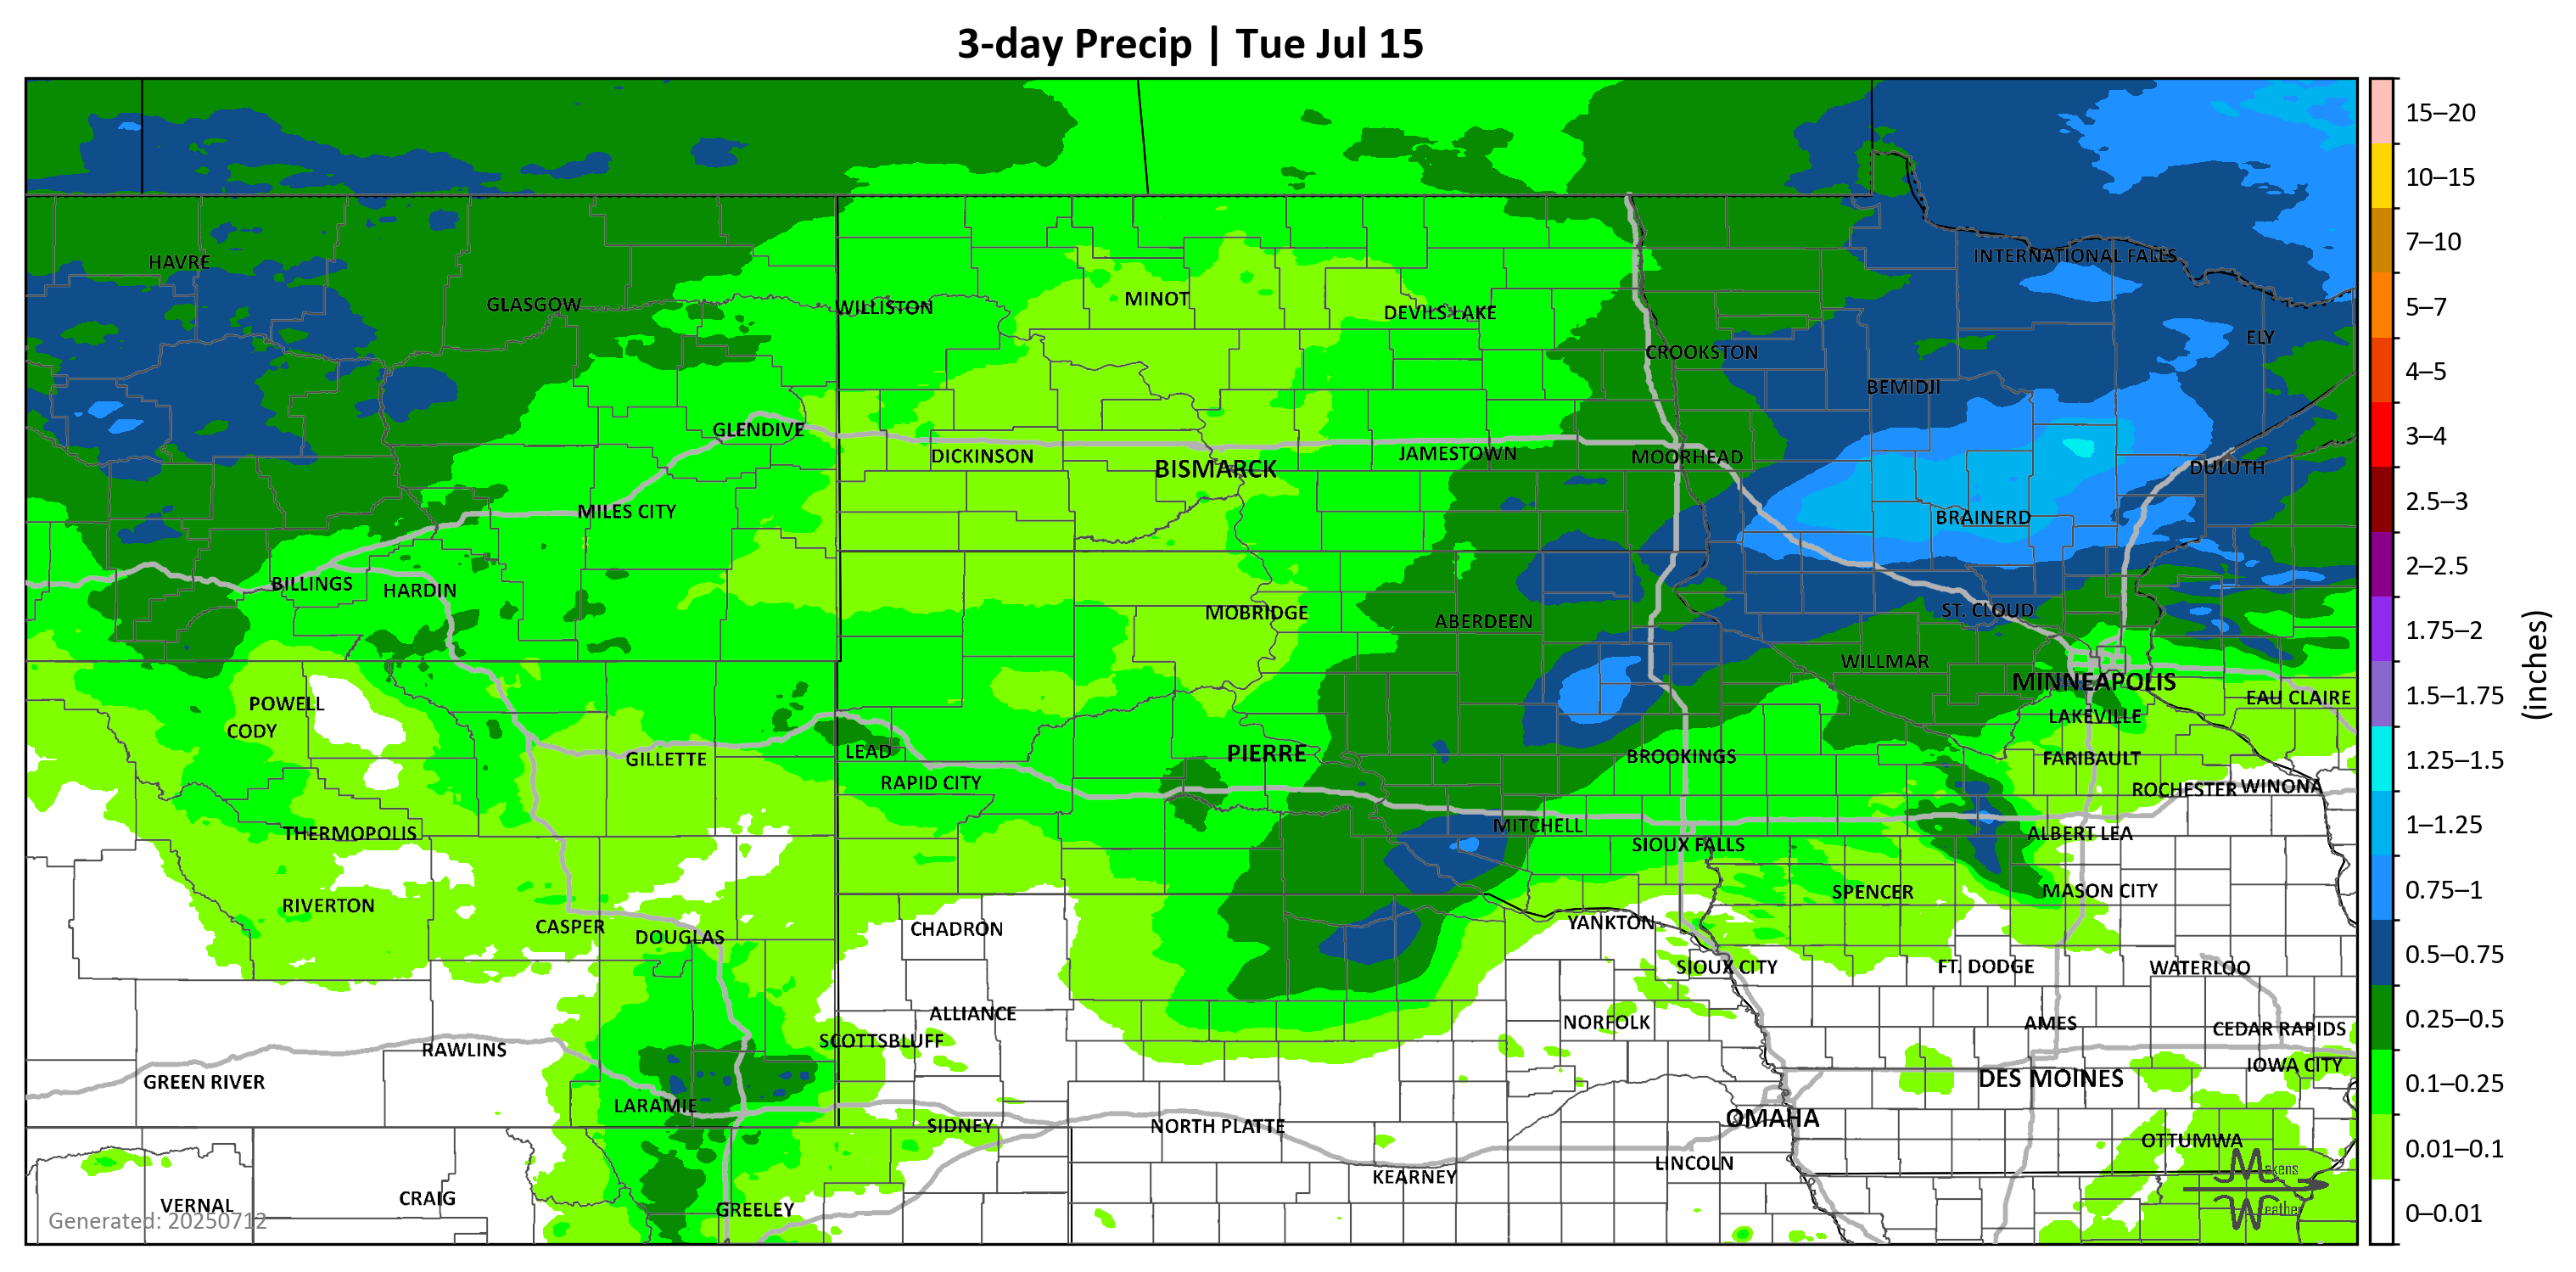 3-day Precip | Tue Jul 15
15–20
10–15
HAVRE
INTERNATIONAL FALLS
7–10
GLASGOW
WILLISTON
MINOT
DEVILS LAKE
5–7
CROOKSTON
ELY
4–5
BEMIDJI
GLENDIVE
3–4
DICKINSON
BISMARCK
JAMESTOWN
MOORHEAD
DULUTH
2.5–3
MILES CITY
BRAINERD
2–2.5
BILLINGS
HARDIN
MOBRIDGE
ABERDEEN
ST. CLOUD
1.75–2
WILLMAR
MINNEAPOLIS
(inches)
POWELL
EAU CLAIRE
1.5–1.75
CODY
LAKEVILLE
GILLETTE
LEAD
PIERRE
BROOKINGS
FARIBAULT
1.25–1.5
RAPID CITY
ROCHESTER
WINONA
THERMOPOLIS
MITCHELL
SIOUX FALLS
ALBERT LEA
1–1.25
RIVERTON
SPENCER
MASON CITY
0.75–1
CASPER
DOUGLAS
CHADRON
YANKTON
SIOUX CITY
FT. DODGE
WATERLOO
0.5–0.75
ALLIANCE
NORFOLK
AMES
CEDAR RAPIDS
0.25–0.5
RAWLINS
SCOTTSBLUFF
GREEN RIVER
DES MOINES
IOWA CITY
0.1–0.25
LARAMIE
SIDNEY
NORTH PLATTE
OMAHA
OTTUMWA
0.01–0.1
KEARNEY
LINCOLN
Makens
Weather
VERNAL
CRAIG
GREELEY
0–0.01
Generated: 20250712